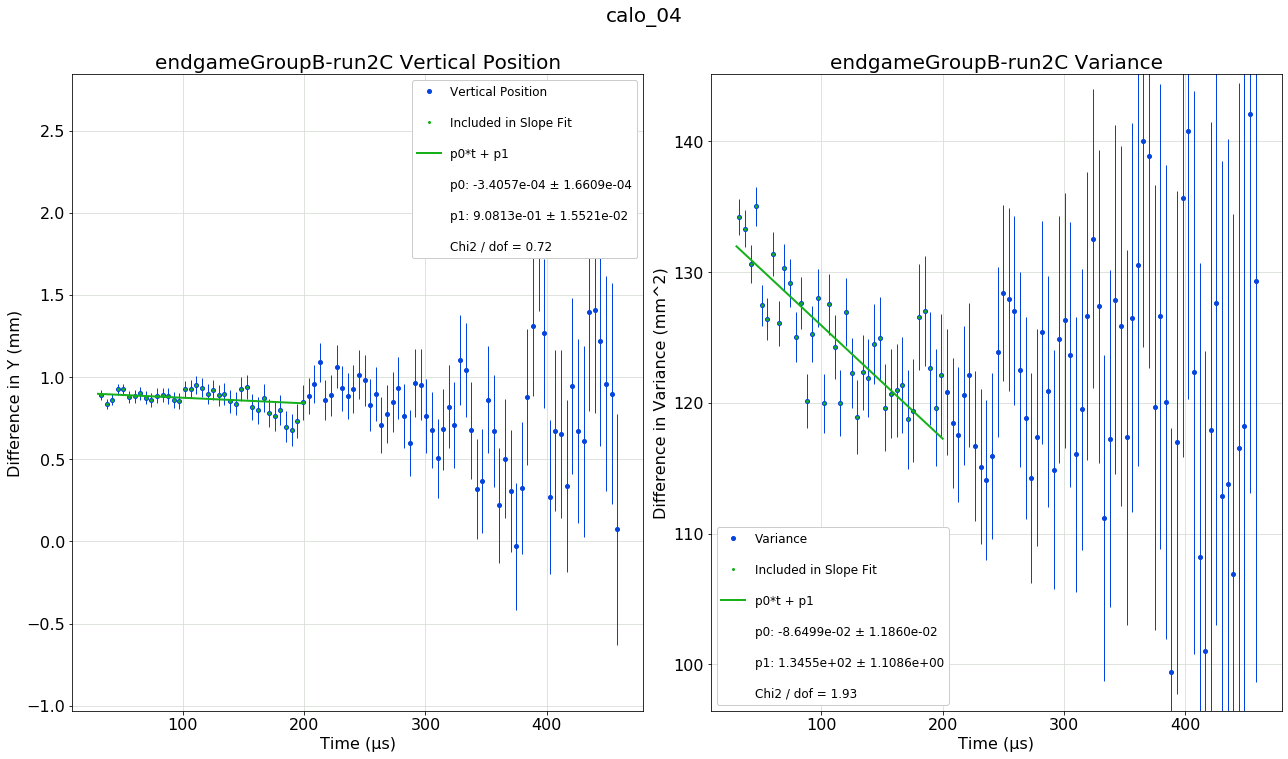 calo_04
endgameGroupB-run2C Vertical Position
Difference in Y (mm)
2.5
2.0
1.5
1.0
0.5
0.0
−0.5
−1.0
Vertical Position
Included in Slope Fit
p0*t + p1
p0: -3.4057e-04 ± 1.6609e-04
p1: 9.0813e-01 ± 1.5521e-02
Chi2 / dof = 0.72
100 200 300 400
Time (μs)
endgameGroupB-run2C Variance
Difference in Variance (mm^2)
140
130
120
110
100
Variance
Included in Slope Fit
p0*t + p1
p0: -8.6499e-02 ± 1.1860e-02
p1: 1.3455e+02 ± 1.1086e+00
Chi2 / dof = 1.93
100 200 300 400
Time (μs)